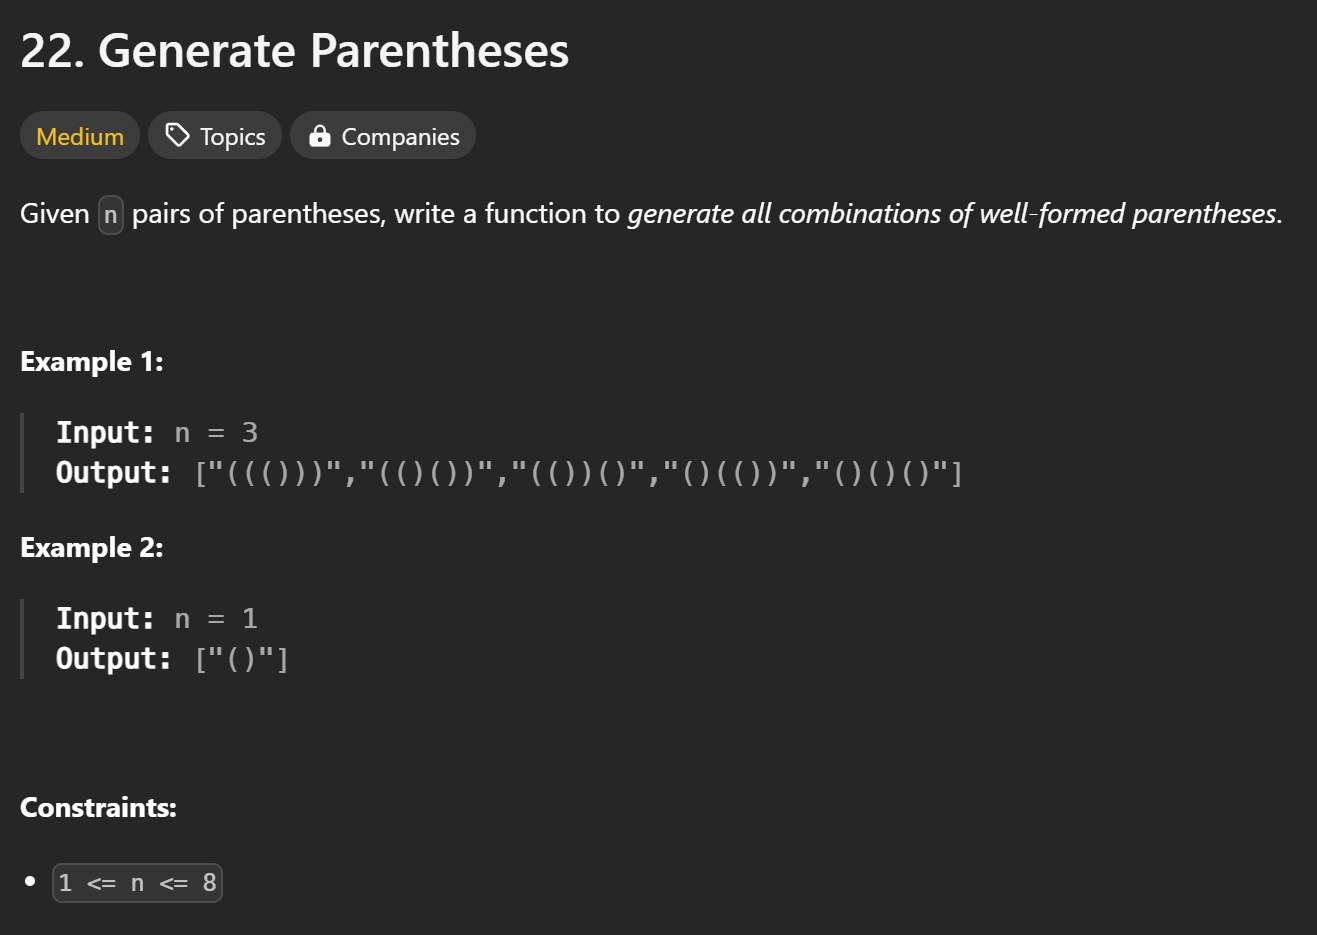 22. Generate Parentheses
Medium Topics Companies
Given n pairs of parentheses, write a function to generate all combinations of well-formed parentheses.
Example 1:
Input: n = 3
Output: ["((()))","(()())","(())()","()(())","()()()"]
Example 2:
Input: n = 1
Output: ["()"]
Constraints:
• 1 <= n <= 8